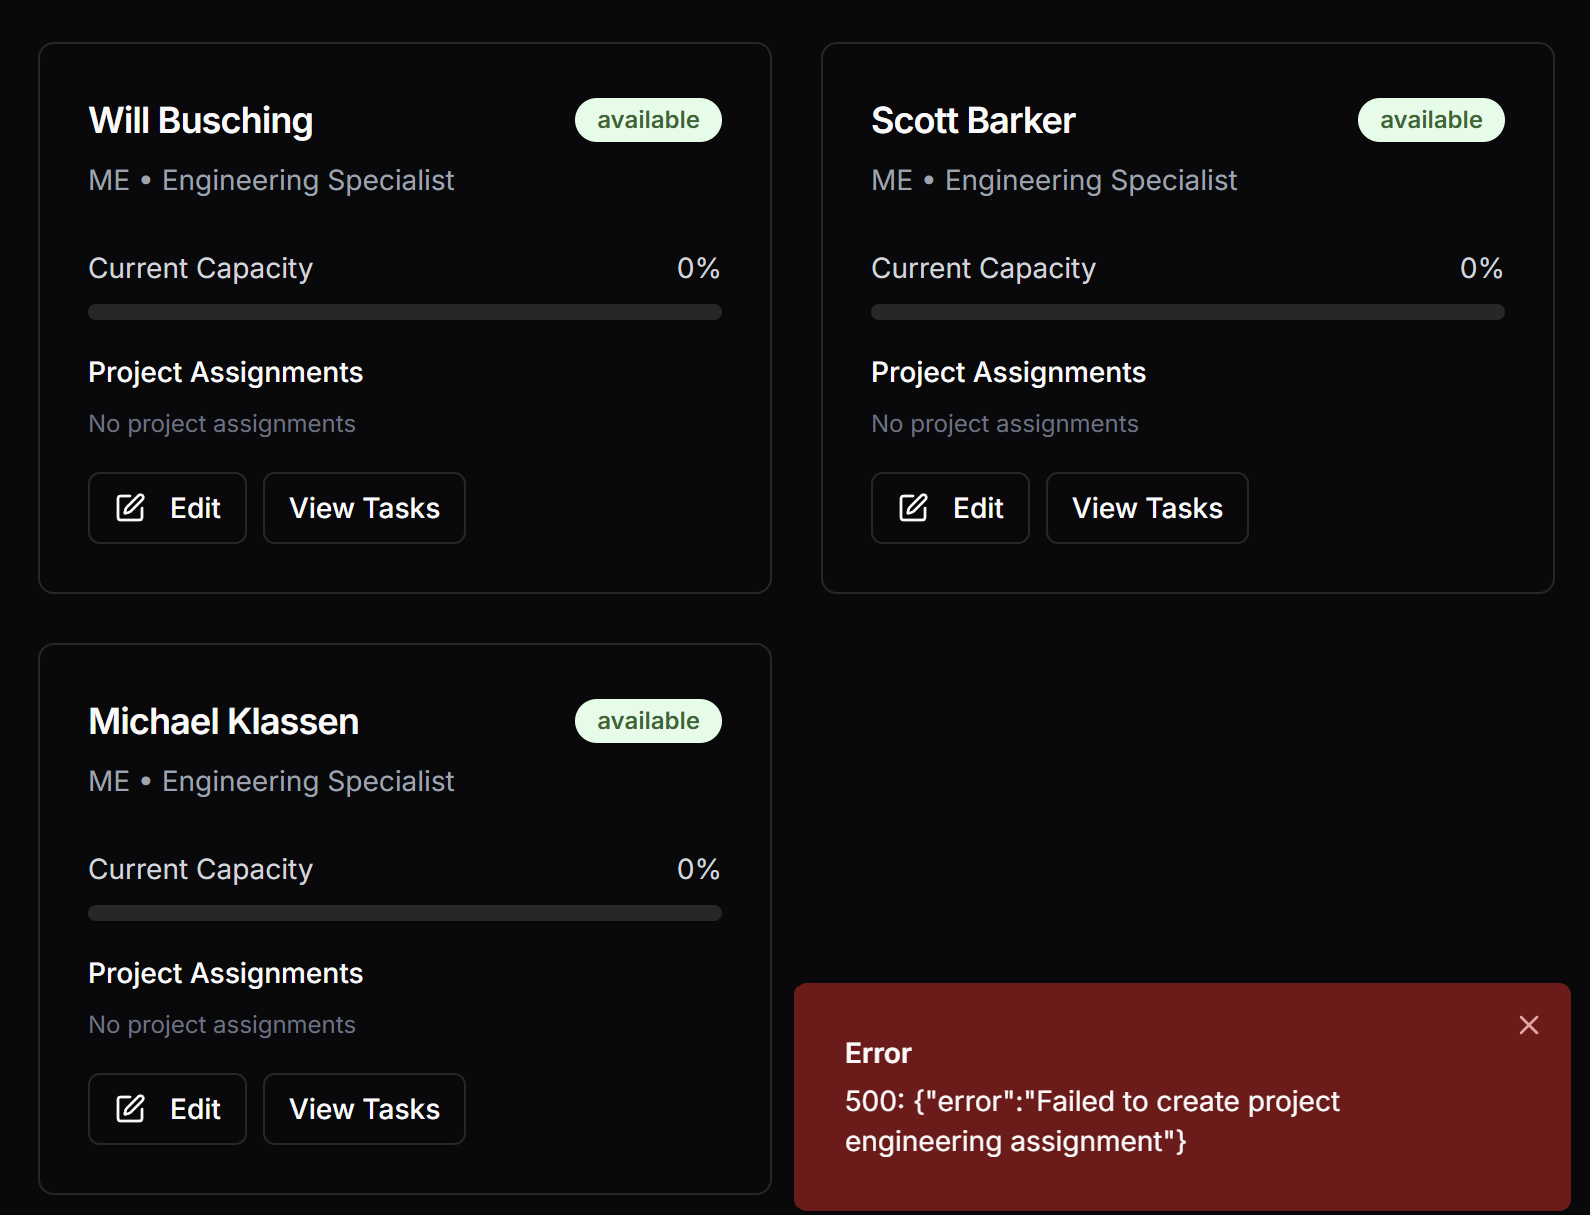 Will Busching
available
ME • Engineering Specialist
Current Capacity
0%
Project Assignments
No project assignments
Edit
View Tasks
Scott Barker
available
ME • Engineering Specialist
Current Capacity
0%
Project Assignments
No project assignments
Edit
View Tasks
Michael Klassen
available
ME • Engineering Specialist
Current Capacity
0%
Project Assignments
No project assignments
Edit
View Tasks
Error
500: {"error":"Failed to create project
engineering assignment"}